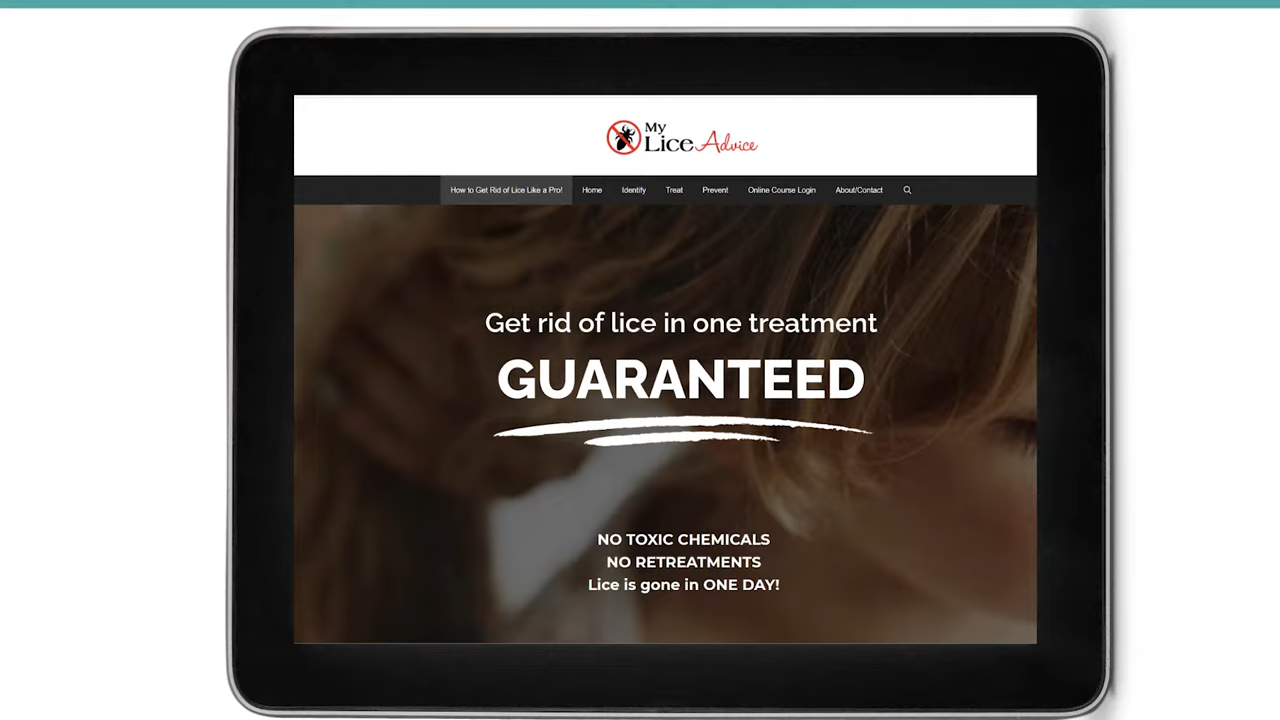 My
Lice Advice
How to Get Rid of Lice Like a Pro! Home Identify Treat Prevent Online Course Login About/Contact
Get rid of lice in one treatment
GUARANTEED
NO TOXIC CHEMICALS
NO RETREATMENTS
Lice is gone in ONE DAY!